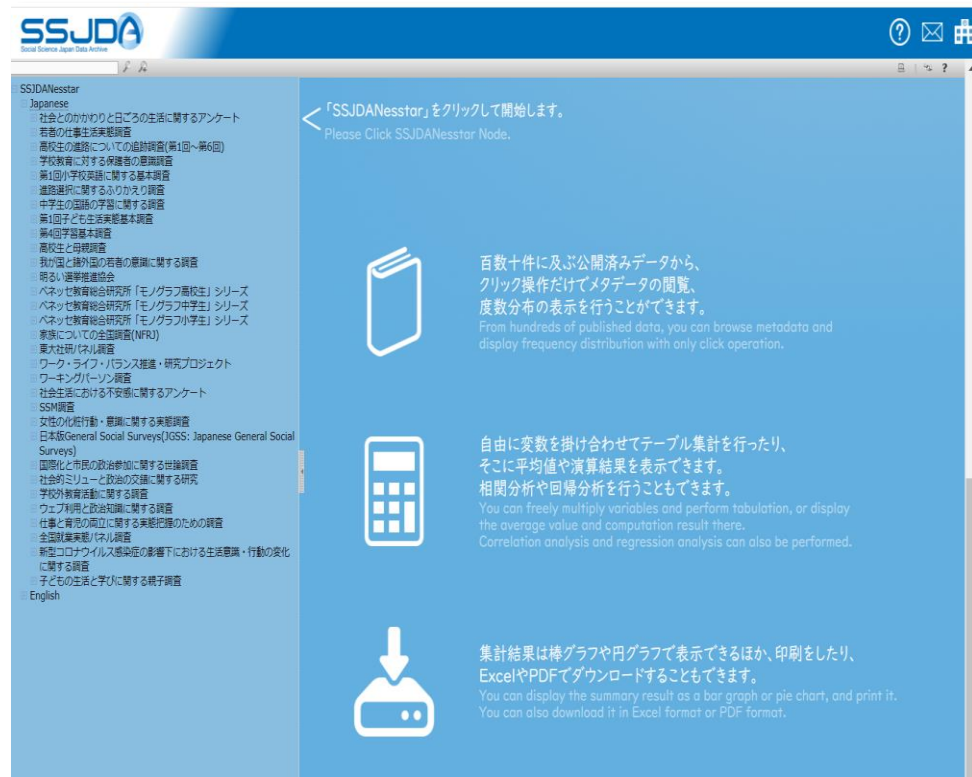 SSJDA
Social Science Japan Data Archive
SSJDANesstar
Japanese
社会とのかかわりと日ごろの生活に関するアンケート
若者の仕事生活実態調査
高校生の進路についての追跡調査(第1回～第6回)
学校教育に対する保護者の意識調査
第1回小学校英語に関する基本調査
進路選択に関するふりかえり調査
中学生の国語の学習に関する調査
第1回子ども生活実態基本調査
第4回学習基本調査
高校生と母親調査
我が国と諸外国の若者の意識に関する調査
明るい選挙推進協会
ベネッセ教育総合研究所「モノグラフ高校生」シリーズ
ベネッセ教育総合研究所「モノグラフ中学生」シリーズ
ベネッセ教育総合研究所「モノグラフ小学生」シリーズ
家族についての全国調査(NFRJ)
東大社研パネル調査
ワーク・ライフ・バランス推進・研究プロジェクト
ワーキングパーソン調査
社会生活における不安感に関するアンケート
SSM調査
女性の化粧行動・意識に関する実態調査
日本版General Social Surveys(JGSS: Japanese General Social
Surveys)
国際化と市民の政治参加に関する世論調査
社会的ミリューと政治の交錯に関する研究
学校外教育活動に関する調査
ウェブ利用と政治知識に関する調査
仕事と育児の両立に関する実態把握のための調査
全国就業実態パネル調査
新型コロナウイルス感染症の影響下における生活意識・行動の変化
に関する調査
子どもの生活と学びに関する親子調査
English
「SSJDANesstar」をクリックして開始します。
Please Click SSJDANesstar Node.
百数十件に及ぶ公開済みデータから、
クリック操作だけでメタデータの閲覧、
度数分布の表示を行うことができます。
From hundreds of published data, you can browse metadata and
display frequency distribution with only click operation.
自由に変数を掛け合わせてテーブル集計を行ったり、
そこに平均値や演算結果を表示できます。
相関分析や回帰分析を行うこともできます。
You can freely multiply variables and perform tabulation, or display
the average value and computation result there.
Correlation analysis and regression analysis can also be performed.
集計結果は棒グラフや円グラフで表示できるほか、印刷をしたり、
ExcelやPDFでダウンロードすることもできます。
You can display the summary result as a bar graph or pie chart, and print it.
You can also download it in Excel format or PDF format.